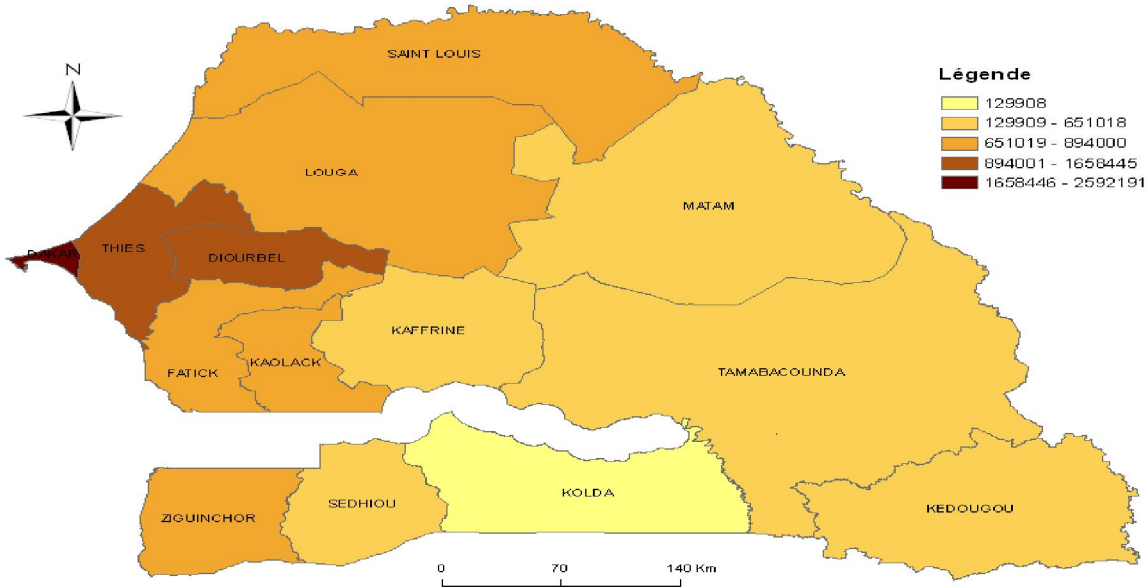 N
SAINT LOUIS
Légende
129908
129909 - 651018
651019 - 894000
894001 - 1658445
1658446 - 2592191
LOUGA
MATAM
DAKAR
THIES
DIOURBEL
KAFFRINE
FATICK
KAOLACK
TAMABACOUNDA
ZIGUINCHOR
SEDHIOU
KOLDA
KEDOUGOU
0 70 140 Km